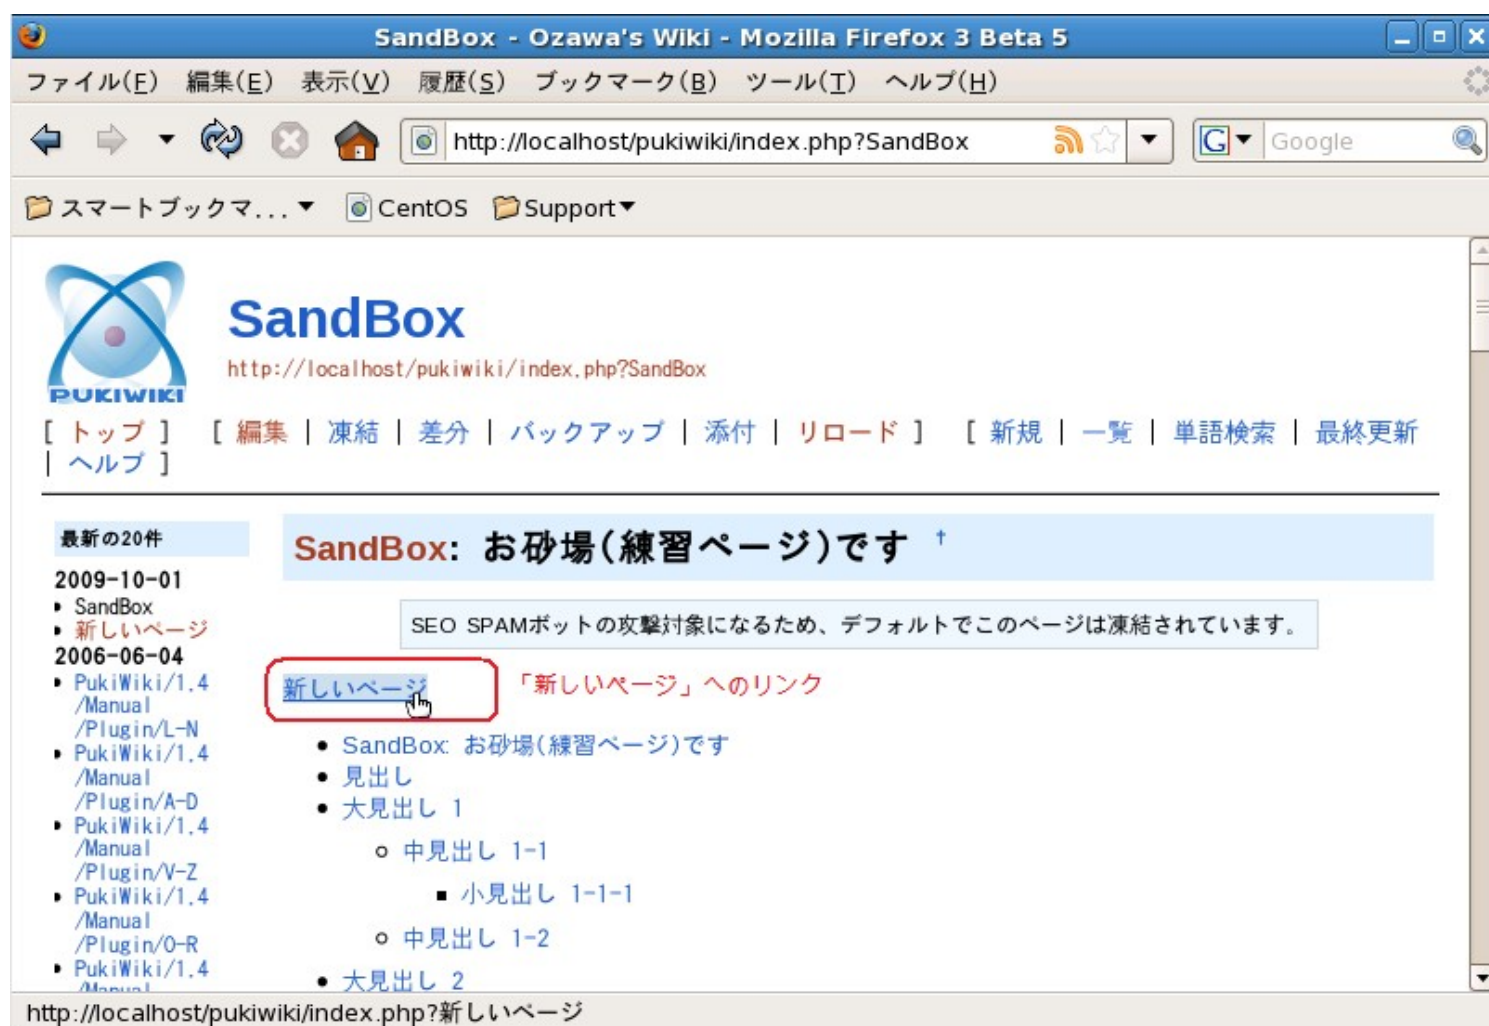 SandBox - Ozawa's Wiki - Mozilla Firefox 3 Beta 5
ファイル(F) 編集(E) 表示(V) 履歴(S) ブックマーク(B) ツール(T) ヘルプ(H)
http://localhost/pukiwiki/index.php?SandBox G Google
スマートブックマ... CentOS Support
SandBox
http://localhost/pukiwiki/index.php?SandBox
PUKIWIKI
[ トップ ] [ 編集 | 凍結 | 差分 | バックアップ | 添付 | リロード ] [ 新規 | 一覧 | 単語検索 | 最終更新
| ヘルプ ]
最新の20件
2009-10-01
SandBox
新しいページ
2006-06-04
PukiWiki/1.4
/Manual
/Plugin/L-N
PukiWiki/1.4
/Manual
/Plugin/A-D
PukiWiki/1.4
/Manual
/Plugin/V-Z
PukiWiki/1.4
/Manual
/Plugin/O-R
PukiWiki/1.4
/Manual
SandBox: お砂場(練習ページ)です †
SEO SPAMボットの攻撃対象になるため、デフォルトでこのページは凍結されています。
新しいページ 「新しいページ」へのリンク
SandBox: お砂場(練習ページ)です
見出し
大見出し 1
中見出し 1-1
小見出し 1-1-1
中見出し 1-2
大見出し 2
http://localhost/pukiwiki/index.php?新しいページ